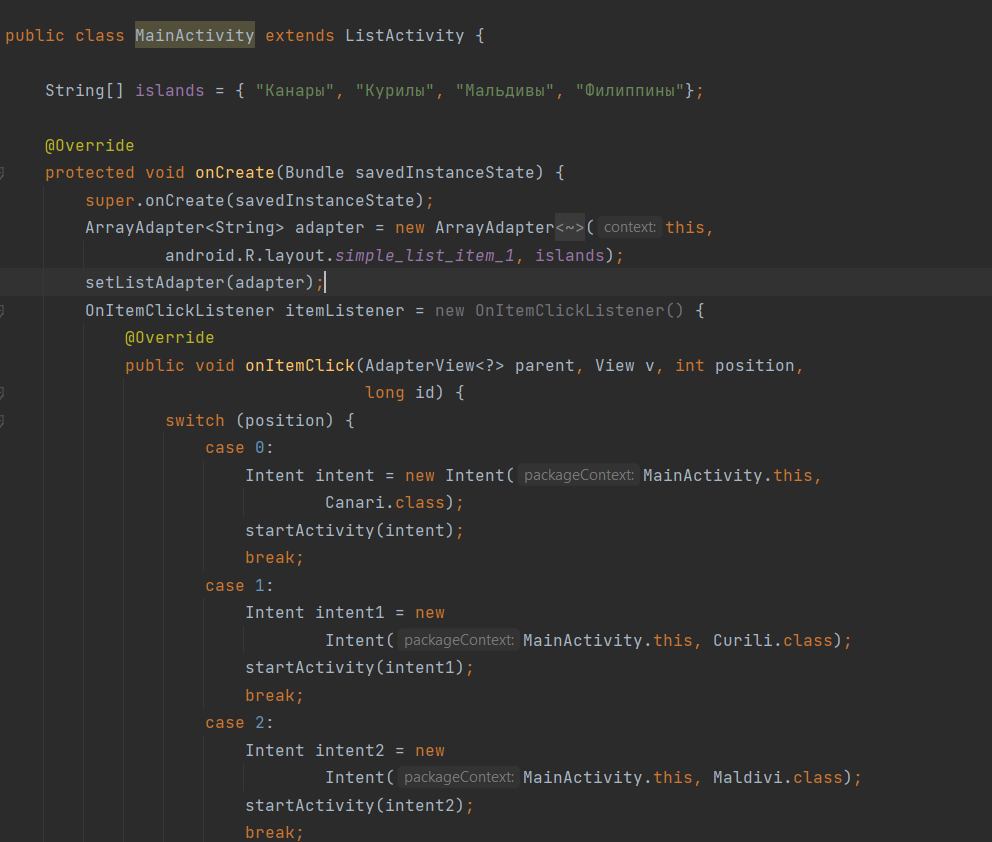 public class MainActivity extends ListActivity {
String[] islands = { "Канары", "Курилы", "Мальдивы", "Филиппины"};
@Override
protected void onCreate(Bundle savedInstanceState) {
super.onCreate(savedInstanceState);
ArrayAdapter<String> adapter = new ArrayAdapter<~>( context: this,
android.R.layout.simple_list_item_1, islands);
setListAdapter(adapter);
OnItemClickListener itemListener = new OnItemClickListener() {
@Override
public void onItemClick(AdapterView<?> parent, View v, int position,
long id) {
switch (position) {
case 0:
Intent intent = new Intent( packageContext: MainActivity.this,
Canari.class);
startActivity(intent);
break;
case 1:
Intent intent1 = new
Intent( packageContext: MainActivity.this, Curili.class);
startActivity(intent1);
break;
case 2:
Intent intent2 = new
Intent( packageContext: MainActivity.this, Maldivi.class);
startActivity(intent2);
break;